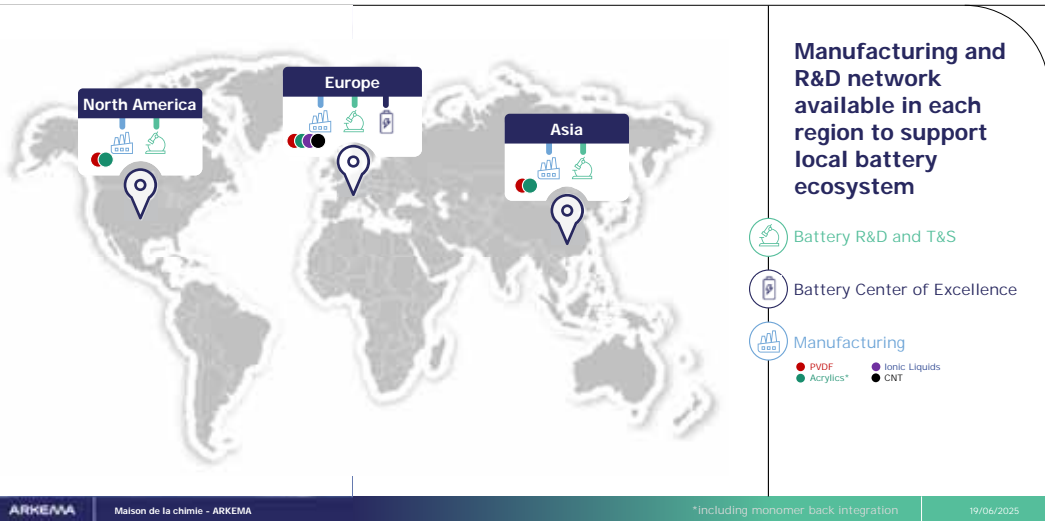 North America
Europe
Asia
Manufacturing and
R&D network
available in each
region to support
local battery
ecosystem
Battery R&D and T&S
Battery Center of Excellence
Manufacturing
PVDF
Ionic Liquids
Acrylics*
CNT
ARKEMA
Maison de la chimie - ARKEMA
*including monomer back integration
19/06/2025